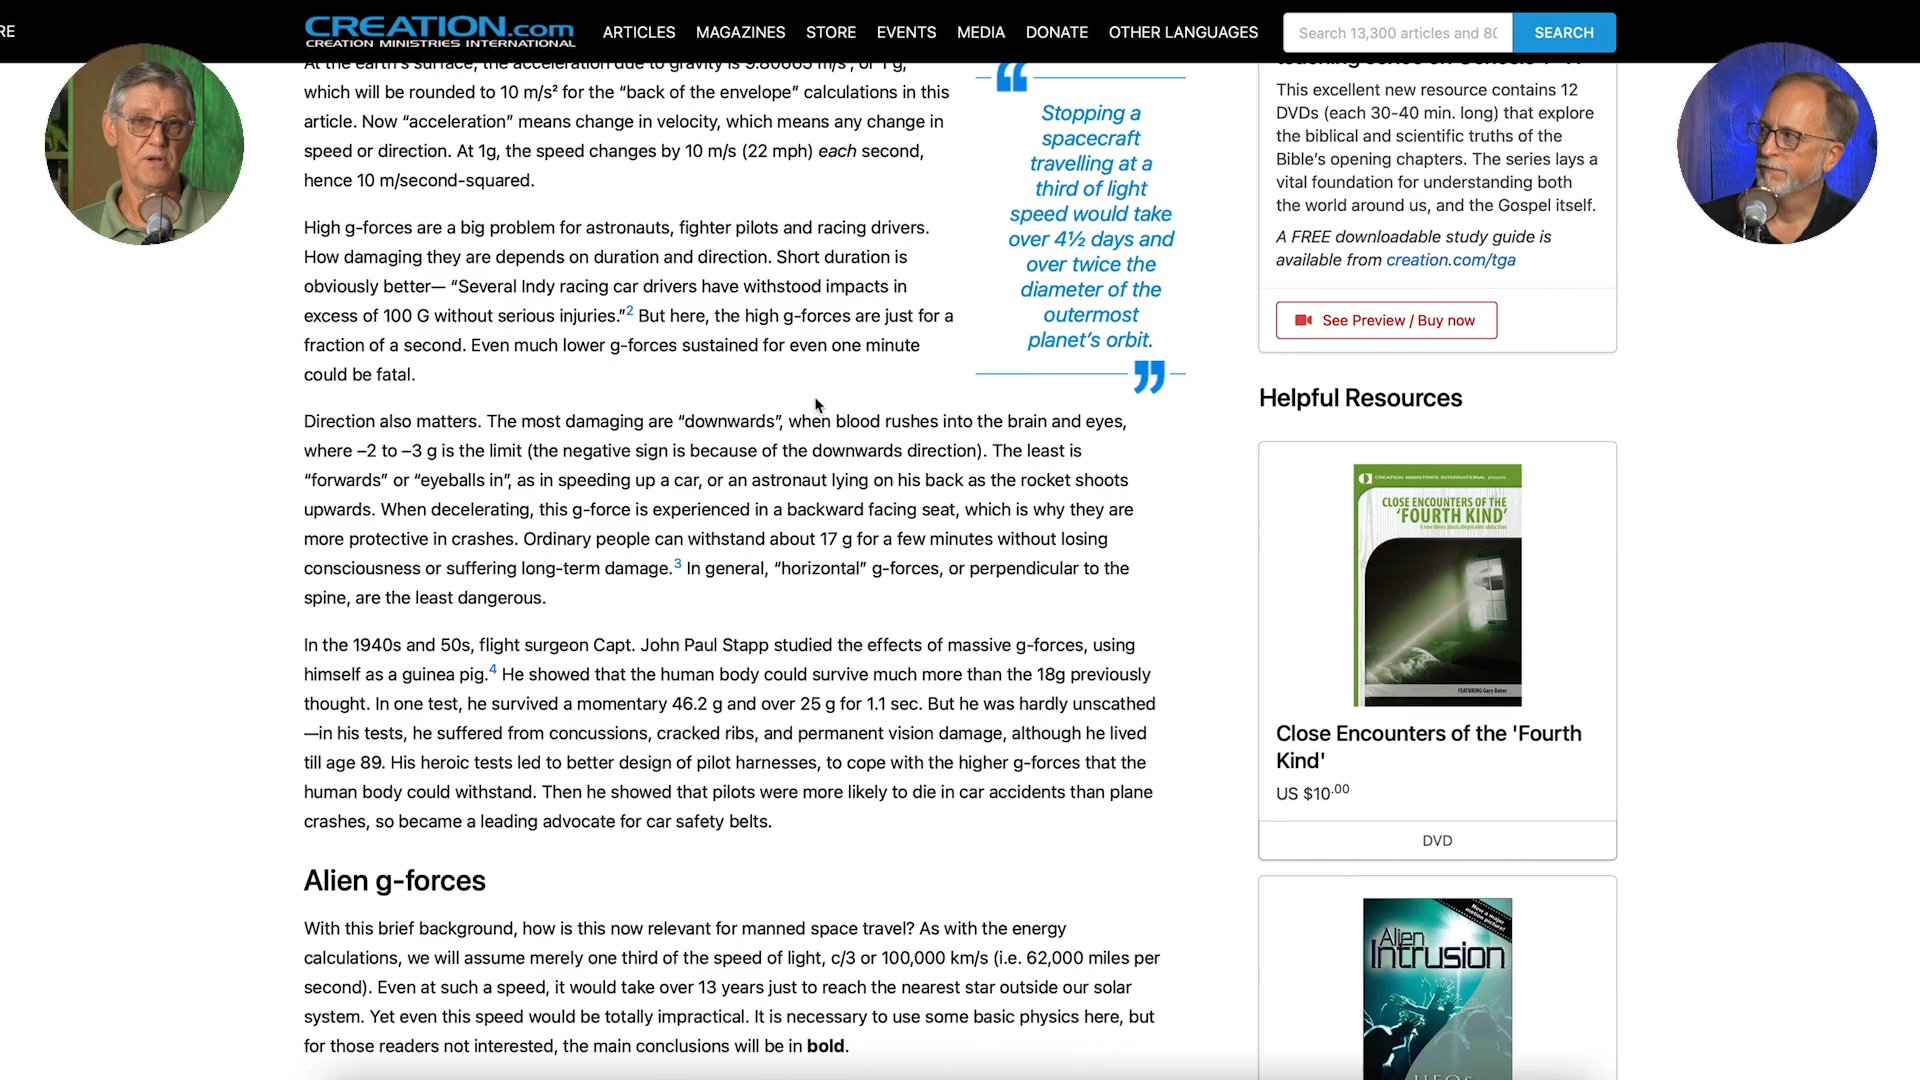 RE
CREATION.com
CREATION MINISTRIES INTERNATIONAL
ARTICLES MAGAZINES STORE EVENTS MEDIA DONATE OTHER LANGUAGES
Search 13,300 articles and 80
SEARCH
At the earth's surface, the acceleration due to gravity is 9.80665 m/s², or 1 g,
which will be rounded to 10 m/s² for the “back of the envelope” calculations in this
article. Now “acceleration” means change in velocity, which means any change in
speed or direction. At 1g, the speed changes by 10 m/s (22 mph) each second,
hence 10 m/second-squared.
High g-forces are a big problem for astronauts, fighter pilots and racing drivers.
How damaging they are depends on duration and direction. Short duration is
obviously better— “Several Indy racing car drivers have withstood impacts in
excess of 100 G without serious injuries.”2 But here, the high g-forces are just for a
fraction of a second. Even much lower g-forces sustained for even one minute
could be fatal.
“
Stopping a
spacecraft
travelling at a
third of light
speed would take
over 4½ days and
over twice the
diameter of the
outermost
planet’s orbit.
”
Direction also matters. The most damaging are “downwards”, when blood rushes into the brain and eyes,
where –2 to –3 g is the limit (the negative sign is because of the downwards direction). The least is
“forwards” or “eyeballs in”, as in speeding up a car, or an astronaut lying on his back as the rocket shoots
upwards. When decelerating, this g-force is experienced in a backward facing seat, which is why they are
more protective in crashes. Ordinary people can withstand about 17 g for a few minutes without losing
consciousness or suffering long-term damage.3 In general, “horizontal” g-forces, or perpendicular to the
spine, are the least dangerous.
In the 1940s and 50s, flight surgeon Capt. John Paul Stapp studied the effects of massive g-forces, using
himself as a guinea pig.4 He showed that the human body could survive much more than the 18g previously
thought. In one test, he survived a momentary 46.2 g and over 25 g for 1.1 sec. But he was hardly unscathed
—in his tests, he suffered from concussions, cracked ribs, and permanent vision damage, although he lived
till age 89. His heroic tests led to better design of pilot harnesses, to cope with the higher g-forces that the
human body could withstand. Then he showed that pilots were more likely to die in car accidents than plane
crashes, so became a leading advocate for car safety belts.
Alien g-forces
With this brief background, how is this now relevant for manned space travel? As with the energy
calculations, we will assume merely one third of the speed of light, c/3 or 100,000 km/s (i.e. 62,000 miles per
second). Even at such a speed, it would take over 13 years just to reach the nearest star outside our solar
system. Yet even this speed would be totally impractical. It is necessary to use some basic physics here, but
for those readers not interested, the main conclusions will be in bold.
This excellent new resource contains 12
DVDs (each 30-40 min. long) that explore
the biblical and scientific truths of the
Bible’s opening chapters. The series lays a
vital foundation for understanding both
the world around us, and the Gospel itself.
A FREE downloadable study guide is
available from creation.com/tga
See Preview / Buy now
Helpful Resources
CREATION MINISTRIES INTERNATIONAL presents
CLOSE ENCOUNTERS OF THE
‘FOURTH KIND’
A new theory about alleged alien abductions
FEATURING Gary Bates
Close Encounters of the 'Fourth
Kind'
US $10.00
DVD
Now a major
motion picture!
Alien
Intrusion
UFOs